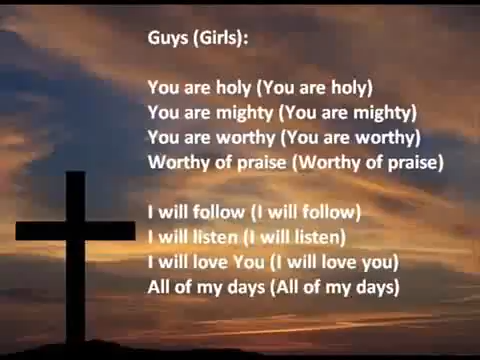 Guys (Girls):
You are holy (You are holy)
You are mighty (You are mighty)
You are worthy (You are worthy)
Worthy of praise (Worthy of praise)
I will follow (I will follow)
I will listen (I will listen)
I will love You (I will love you)
All of my days (All of my days)